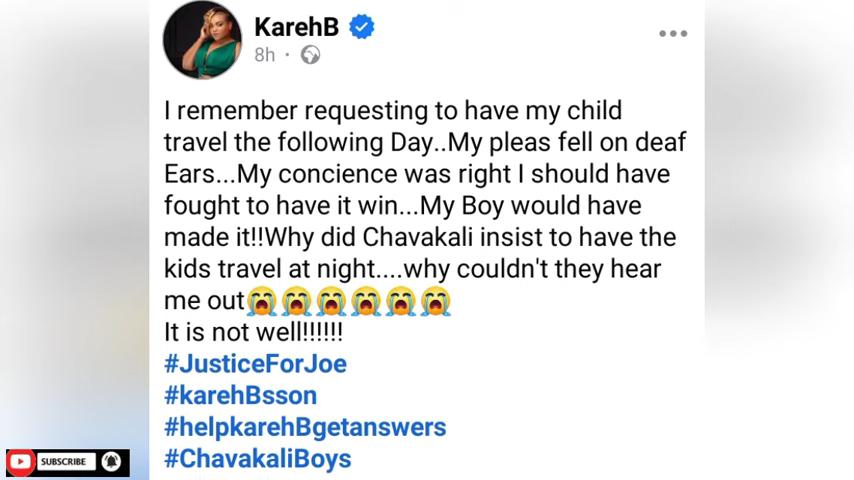 KarehB
8h ·
I remember requesting to have my child
travel the following Day..My pleas fell on deaf
Ears...My concience was right I should have
fought to have it win...My Boy would have
made it!!Why did Chavakali insist to have the
kids travel at night....why couldn't they hear
me out😭😭😭😭😭😭
It is not well!!!!!!
#JusticeForJoe
#karehBsson
#helpkarehBgetanswers
#ChavakaliBoys
SUBSCRIBE